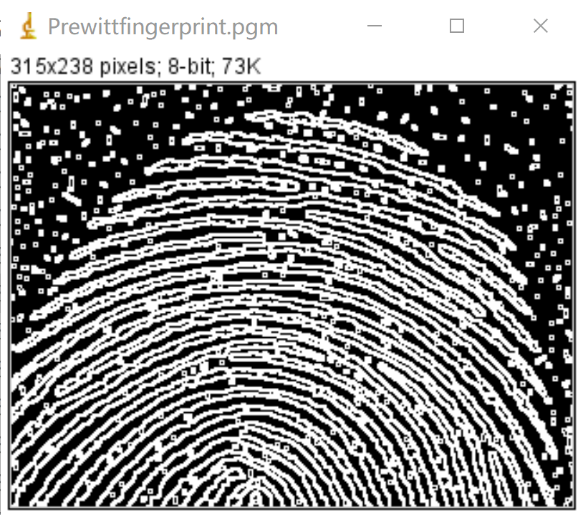 Prewittfingerprint.pgm
315x238 pixels; 8-bit; 73K